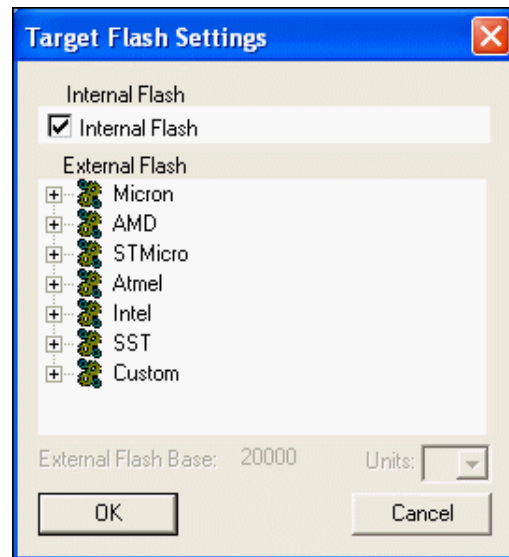 Target Flash Settings
Internal Flash
Internal Flash
External Flash
Micron
AMD
STMicro
Atmel
Intel
SST
Custom
External Flash Base: 20000 Units:
OK Cancel